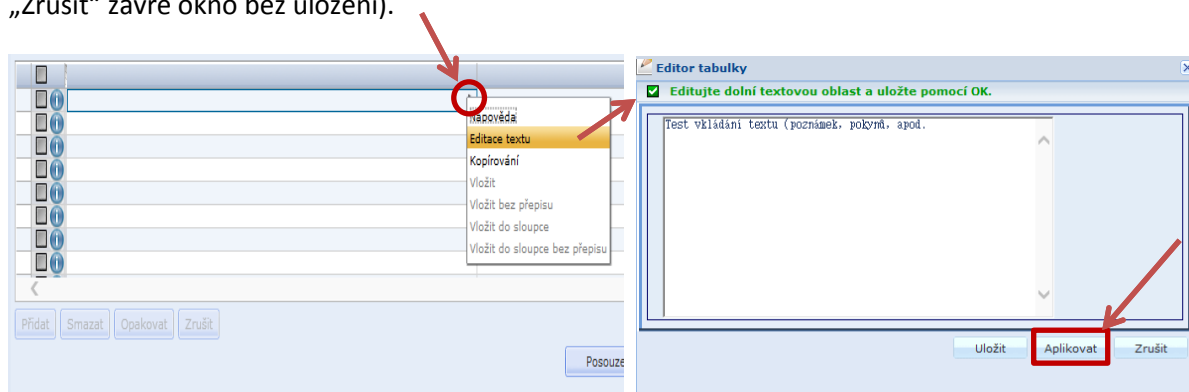 „Zrušit“ zavře okno bez uložení).
Nápověda
Editace textu
Kopírování
Vložit
Vložit bez přepisu
Vložit do sloupce
Vložit do sloupce bez přepisu
Přidat Smazat Opakovat Zrušit
Posouze
Editor tabulky
Editujte dolní textovou oblast a uložte pomocí OK.
Test vkládání textu (poznámek, pokynů, apod.
Uložit Aplikovat Zrušit